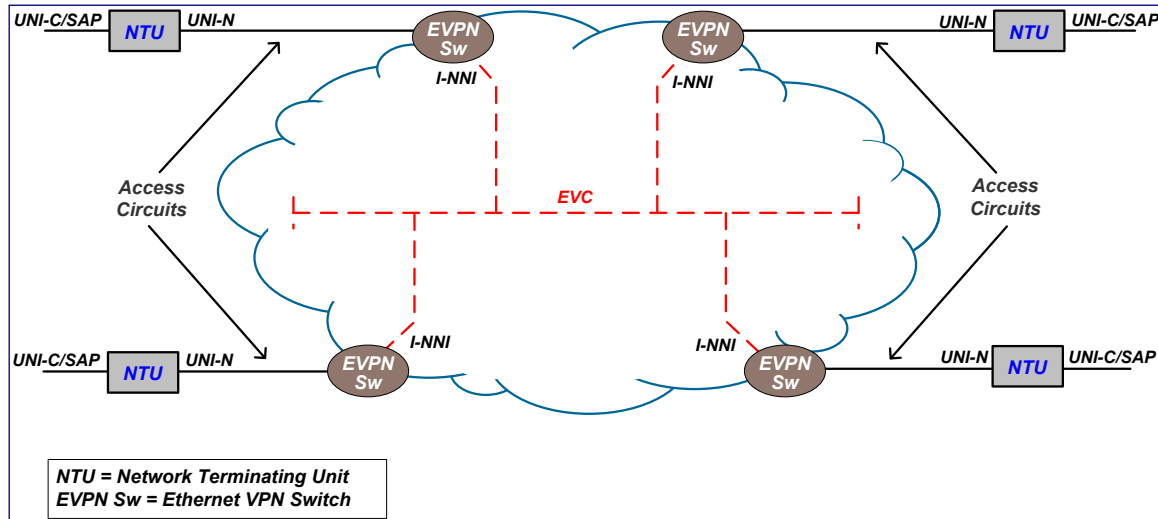 UNI-C/SAP
NTU
UNI-N
EVPN
Sw
I-NNI
EVPN
Sw
I-NNI
UNI-N
NTU
UNI-C/SAP
Access
Circuits
EVC
Access
Circuits
UNI-C/SAP
NTU
UNI-N
EVPN
Sw
I-NNI
I-NNI
EVPN
Sw
UNI-N
NTU
UNI-C/SAP
NTU = Network Terminating Unit
EVPN Sw = Ethernet VPN Switch